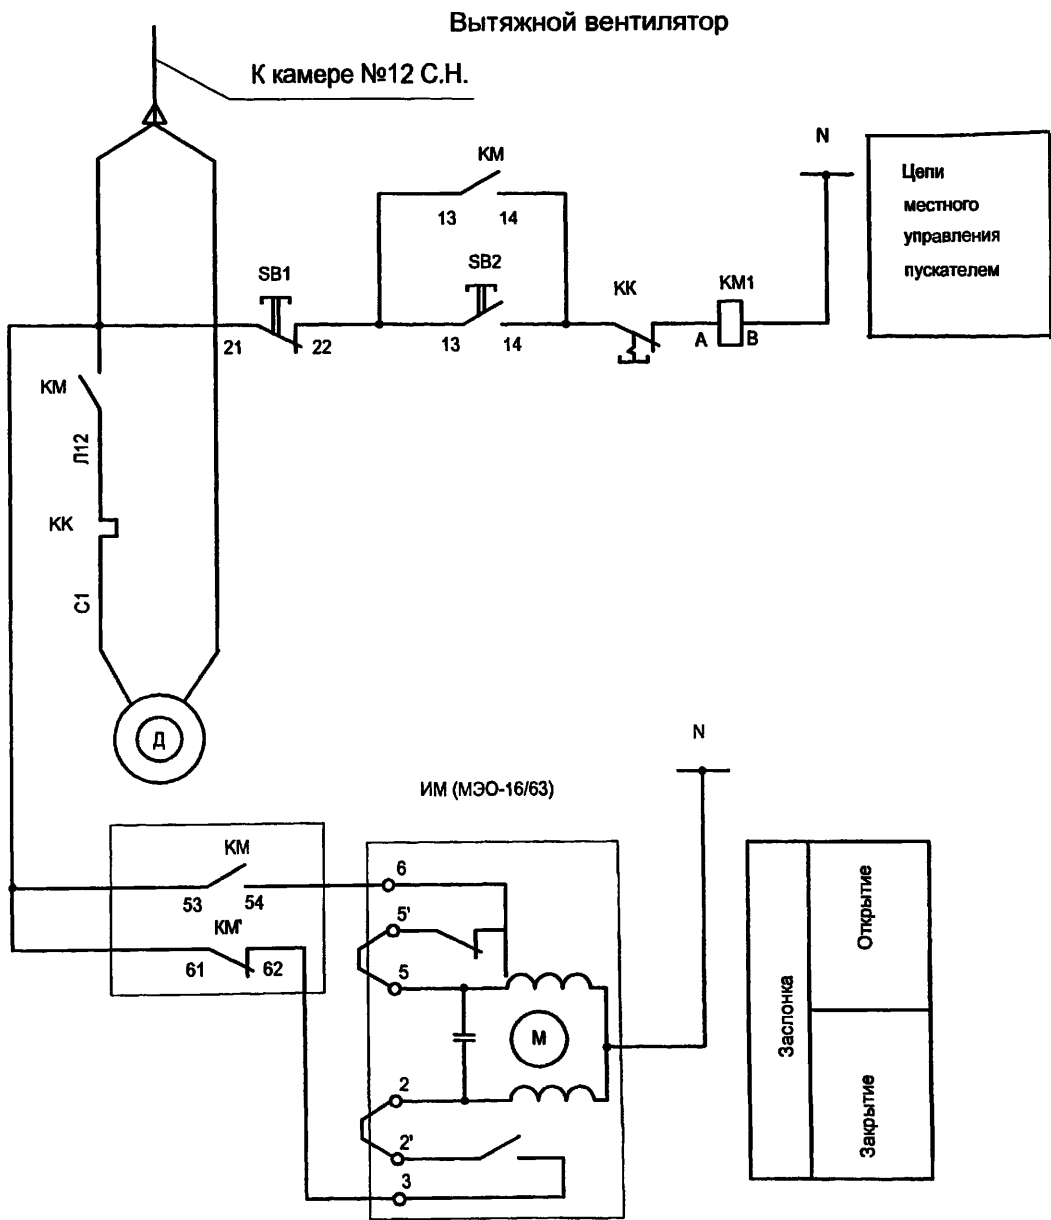 Вытяжной вентилятор
К камере №12 С.Н.
КМ
13 14
N
Цепи
местного
управления
пускателем
SB1
SB2
КК
КМ1
21 22
13 14
А В
КМ
Л12
КК
С1
Д
N
ИМ (МЭО-16/63)
КМ
53 54
КМ'
61 62
6
5'
5
М
2
2'
3
Заслонка
Открытие
Закрытие